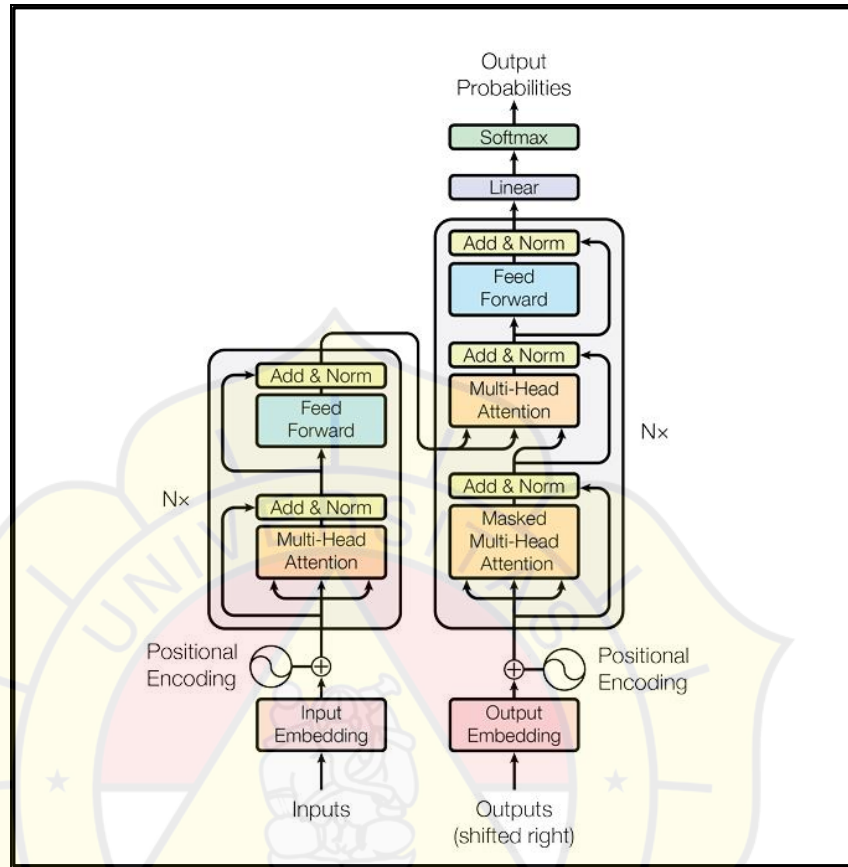 Output
Probabilities
Softmax
Linear
Add & Norm
Feed
Forward
Add & Norm
Multi-Head
Attention
Add & Norm
Masked
Multi-Head
Attention
Nx
Add & Norm
Feed
Forward
Add & Norm
Multi-Head
Attention
Nx
Positional
Encoding
Positional
Encoding
Input
Embedding
Output
Embedding
Inputs
Outputs
(shifted right)
UNIVERSITAS